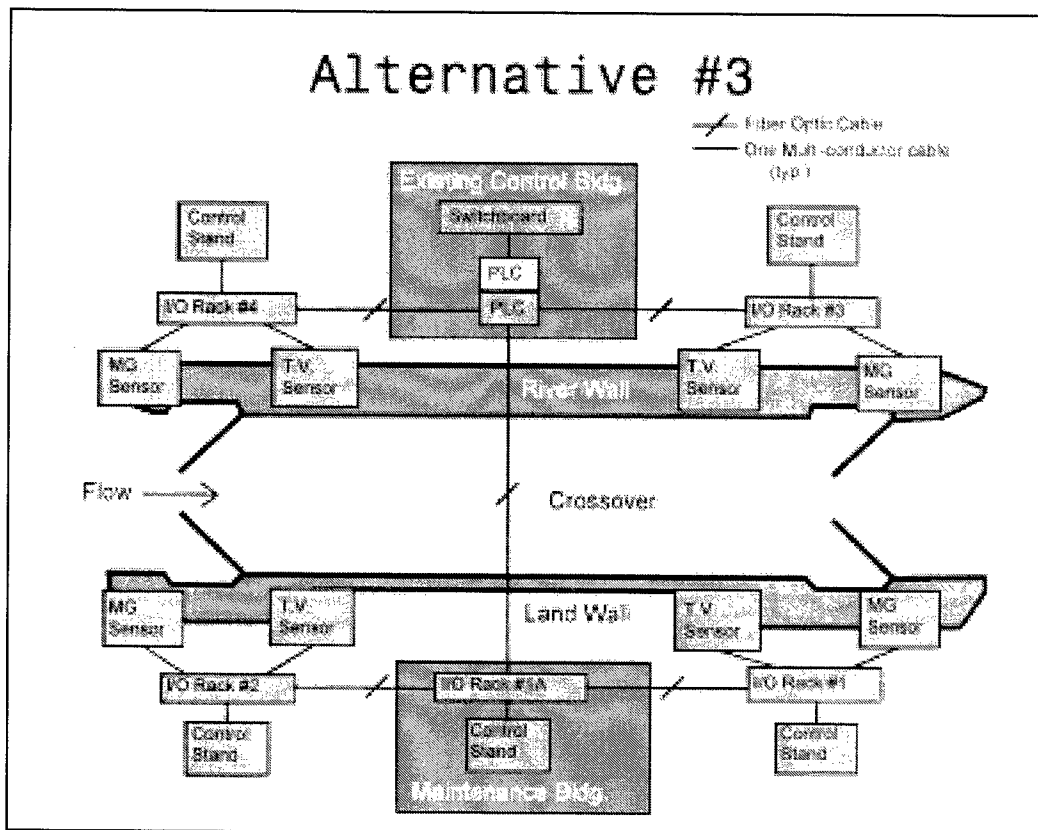 Alternative #3
Fiber Optic Cable
One Multi-conductor cable
(typ.)
Existing Control Bldg.
Switchboard
PLC
PLC
Control
Stand
Control
Stand
I/O Rack #4
I/O Rack #3
MG
Sensor
T.V.
Sensor
T.V.
Sensor
MG
Sensor
River Wall
Flow
Crossover
MG
Sensor
T.V.
Sensor
Land Wall
T.V.
Sensor
MG
Sensor
I/O Rack #2
I/O Rack #1A
I/O Rack #1
Control
Stand
Control
Stand
Control
Stand
Maintenance Bldg.